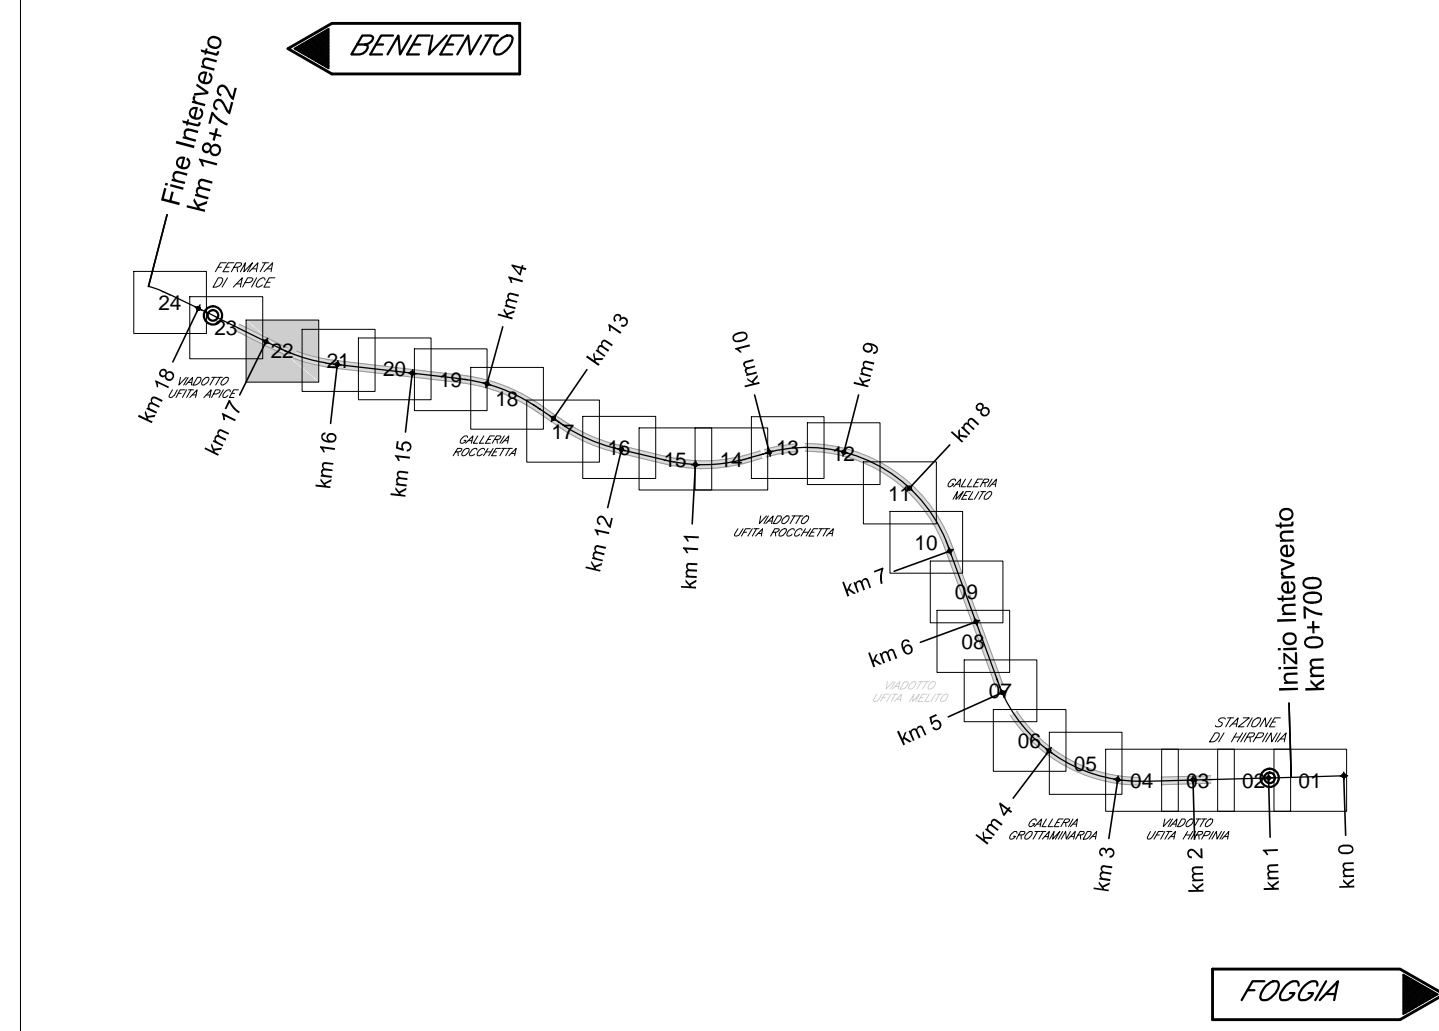 BENEVENTO
Fine Intervento
km 18+722
FERMATA
DI APICE
24
23
22
21
20
19
18
17
16
15
14
13
12
11
10
09
08
07
06
05
04
03
02
01
km 18
VIADOTTO
UFITA APICE
km 17
km 16
km 15
km 14
GALLERIA
ROCCHETTA
km 13
km 12
km 11
km 10
VIADOTTO
UFITA ROCCHETTA
km 9
km 8
GALLERIA
MELITO
km 7
km 6
VIADOTTO
UFITA MELITO
km 5
km 4
GALLERIA
GROTTAMINARDA
km 3
VIADOTTO
UFITA HIRPINIA
km 2
STAZIONE
DI HIRPINIA
km 1
Inizio Intervento
km 0+700
km 0
FOGGIA